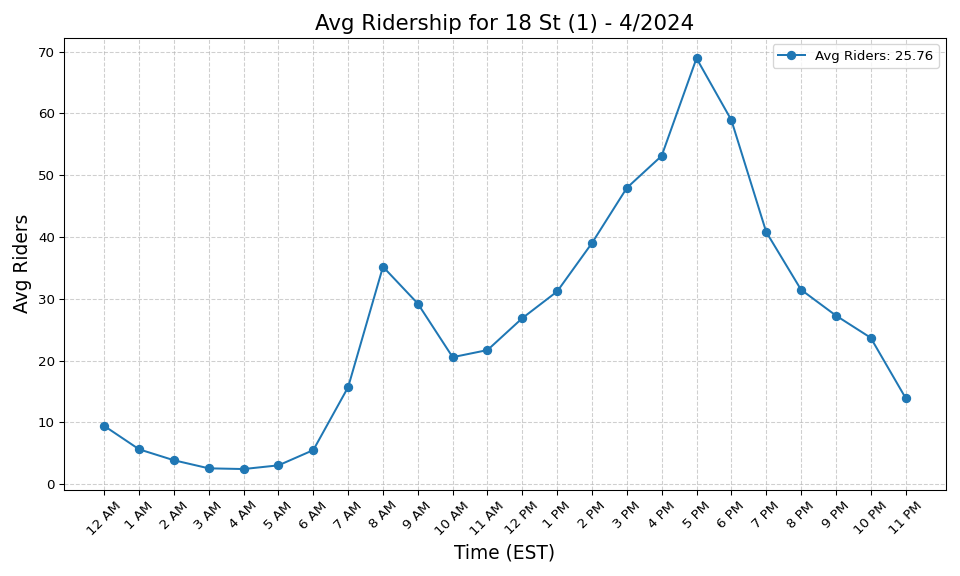 Avg Ridership for 18 St (1) - 4/2024
Avg Riders: 25.76
Avg Riders
70
60
50
40
30
20
10
0
12 AM
1 AM
2 AM
3 AM
4 AM
5 AM
6 AM
7 AM
8 AM
9 AM
10 AM
11 AM
12 PM
1 PM
2 PM
3 PM
4 PM
5 PM
6 PM
7 PM
8 PM
9 PM
10 PM
11 PM
Time (EST)